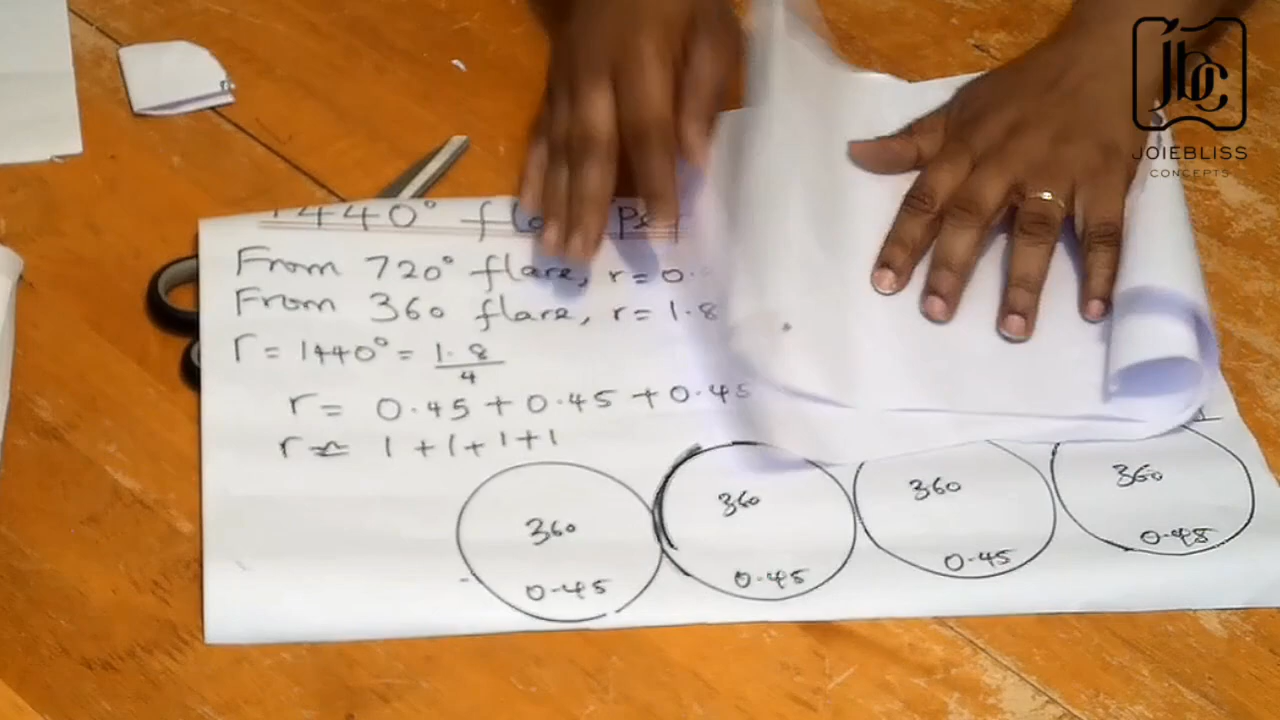 jbc
JOIEBLISS
CONCEPTS
1440° fl
From 720° flare, r= 0.
From 360 flare, r= 1.8
r = 1440° = 1.8
4
r = 0.45 + 0.45 + 0.45
r = 1 + 1 + 1 + 1
360 360 360 360
0.45 0.45 0.45 0.45